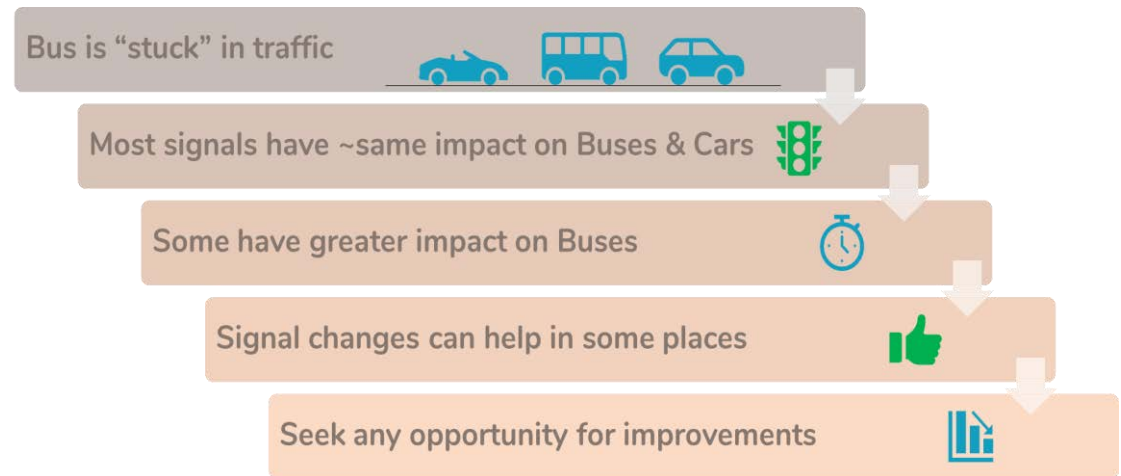 Bus is “stuck” in traffic
Most signals have ~same impact on Buses & Cars
Some have greater impact on Buses
Signal changes can help in some places
Seek any opportunity for improvements